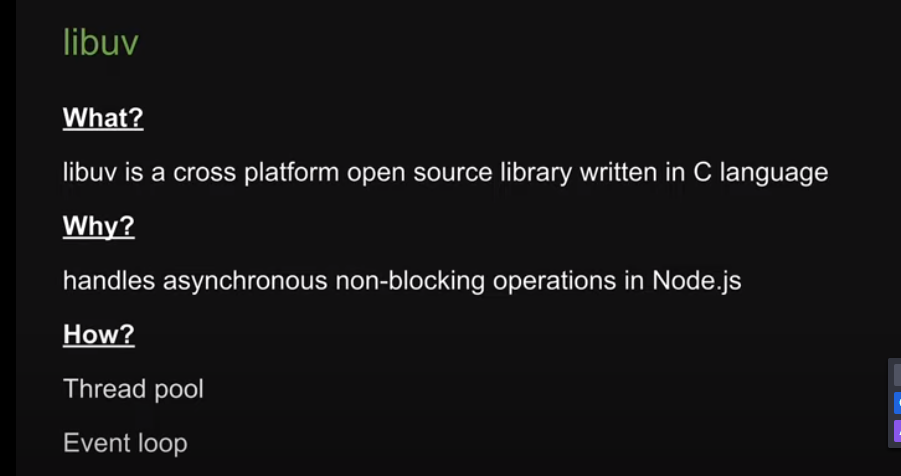 libuv
What?
libuv is a cross platform open source library written in C language
Why?
handles asynchronous non-blocking operations in Node.js
How?
Thread pool
Event loop